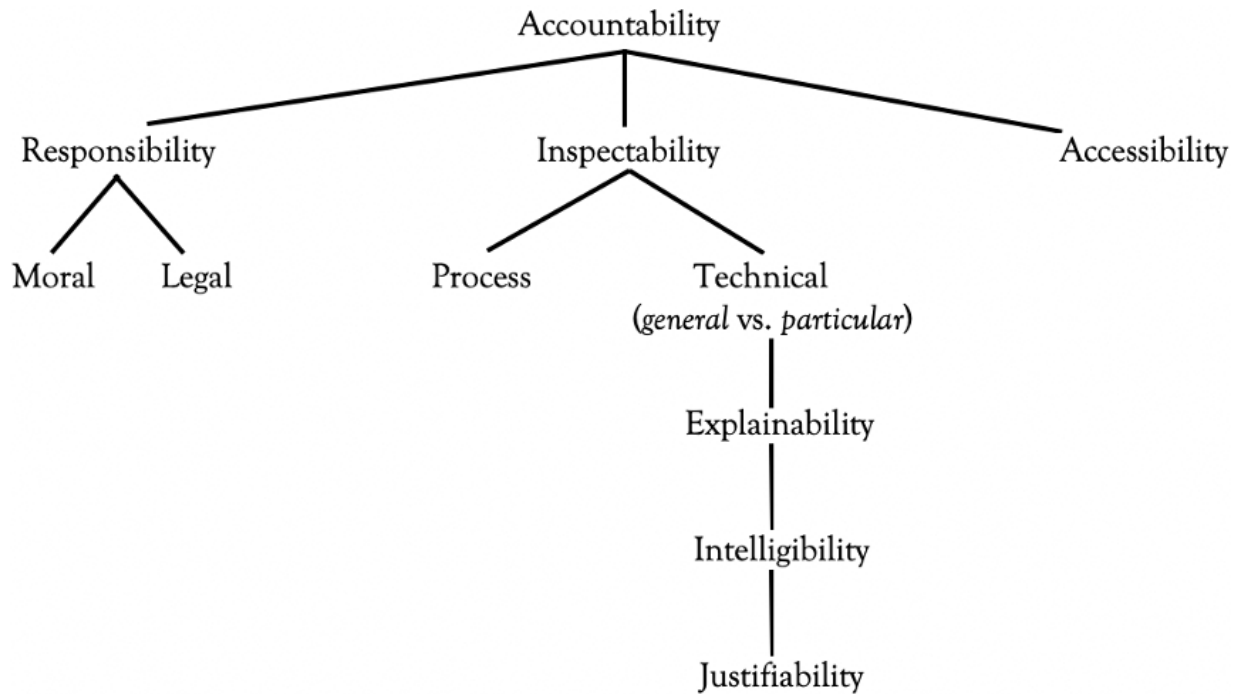 Accountability
Responsibility Inspectability Accessibility
Moral Legal Process Technical
(general vs. particular)
Explainability
Intelligibility
Justifiability